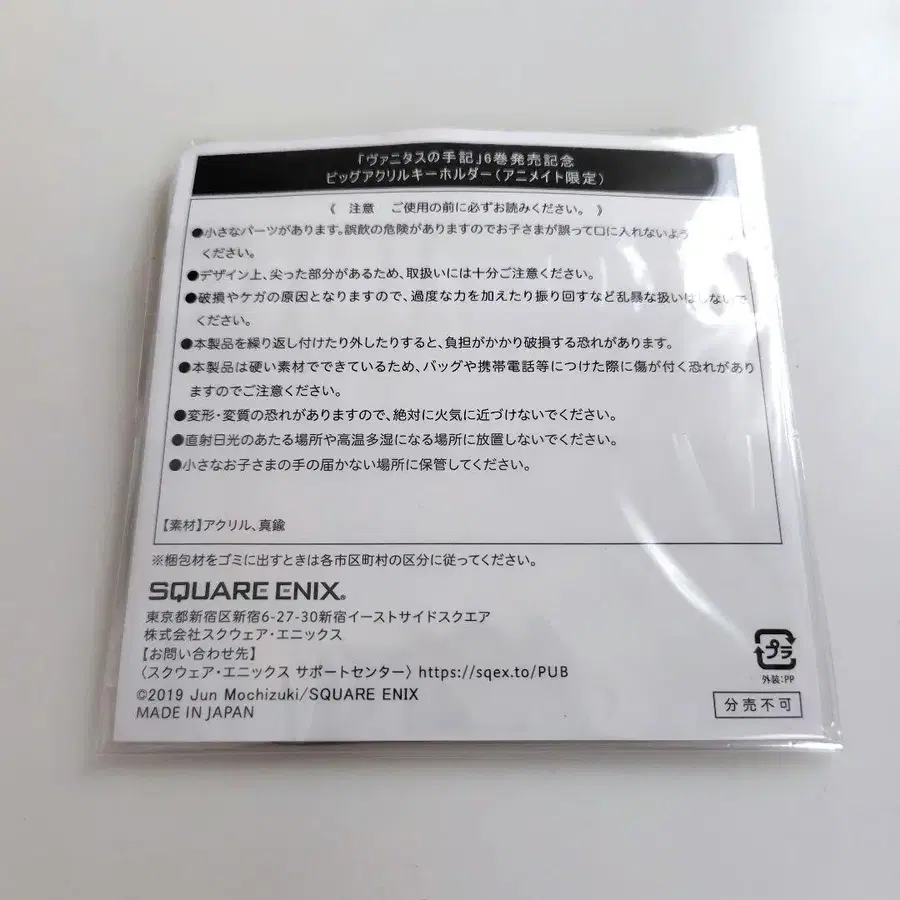 「ヴァニタスの手記」6巻発売記念
ビッグアクリルキーホルダー（アニメイト限定）
《 注意 ご使用の前に必ずお読みください。 》
●小さなパーツがあります。誤飲の危険がありますのでお子さまが誤って口に入れないよう
ください。
●デザイン上、尖った部分があるため、取扱いには十分ご注意ください。
●破損やケガの原因となりますので、過度な力を加えたり振り回すなど乱暴な扱いはしないで
ください。
●本製品を繰り返し付けたり外したりすると、負担がかかり破損する恐れがあります。
●本製品は硬い素材でできているため、バッグや携帯電話等につけた際に傷が付く恐れがあり
ますのでご注意ください。
●変形・変質の恐れがありますので、絶対に火気に近づけないでください。
●直射日光のあたる場所や高温多湿になる場所に放置しないでください。
●小さなお子さまの手の届かない場所に保管してください。
【素材】アクリル、真鍮
※梱包材をゴミに出すときは各市区町村の区分に従ってください。
SQUARE ENIX®
東京都新宿区新宿6-27-30新宿イーストサイドスクエア
株式会社スクウェア・エニックス
【お問い合わせ先】
〈スクウェア・エニックス サポートセンター〉 https://sqex.to/PUB
©2019 Jun Mochizuki/SQUARE ENIX
MADE IN JAPAN
プラ
外装:PP
分売不可